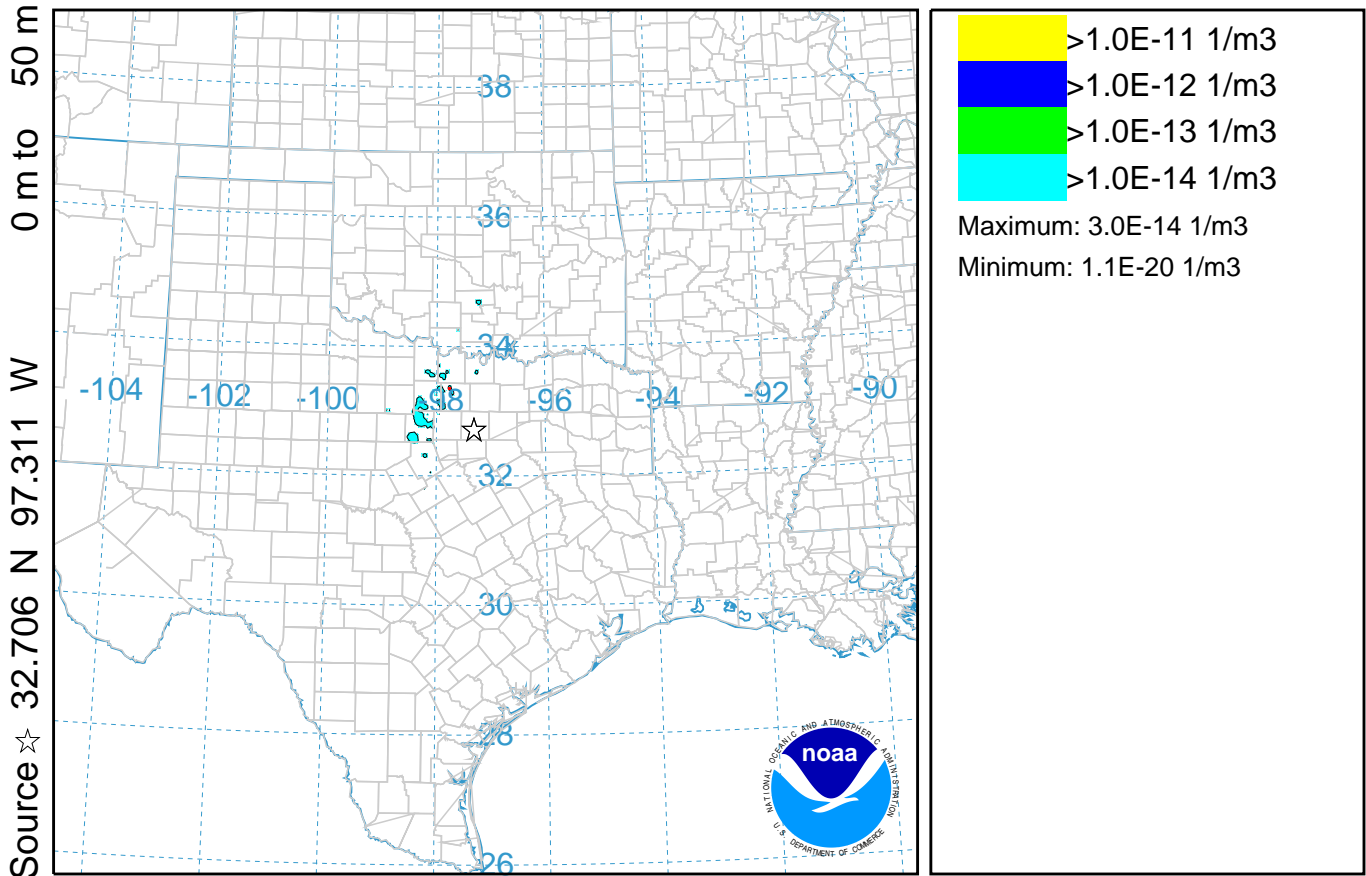 Source ☆ 32.706 N 97.311 W 0 m to 50 m
38
36
34
-104 -102 -100 -98 -96 -94 -92 -90
32
30
28
26
>1.0E-11 1/m3
>1.0E-12 1/m3
>1.0E-13 1/m3
>1.0E-14 1/m3
Maximum: 3.0E-14 1/m3
Minimum: 1.1E-20 1/m3
NATIONAL OCEANIC AND ATMOSPHERIC ADMINISTRATION
noaa
U.S. DEPARTMENT OF COMMERCE